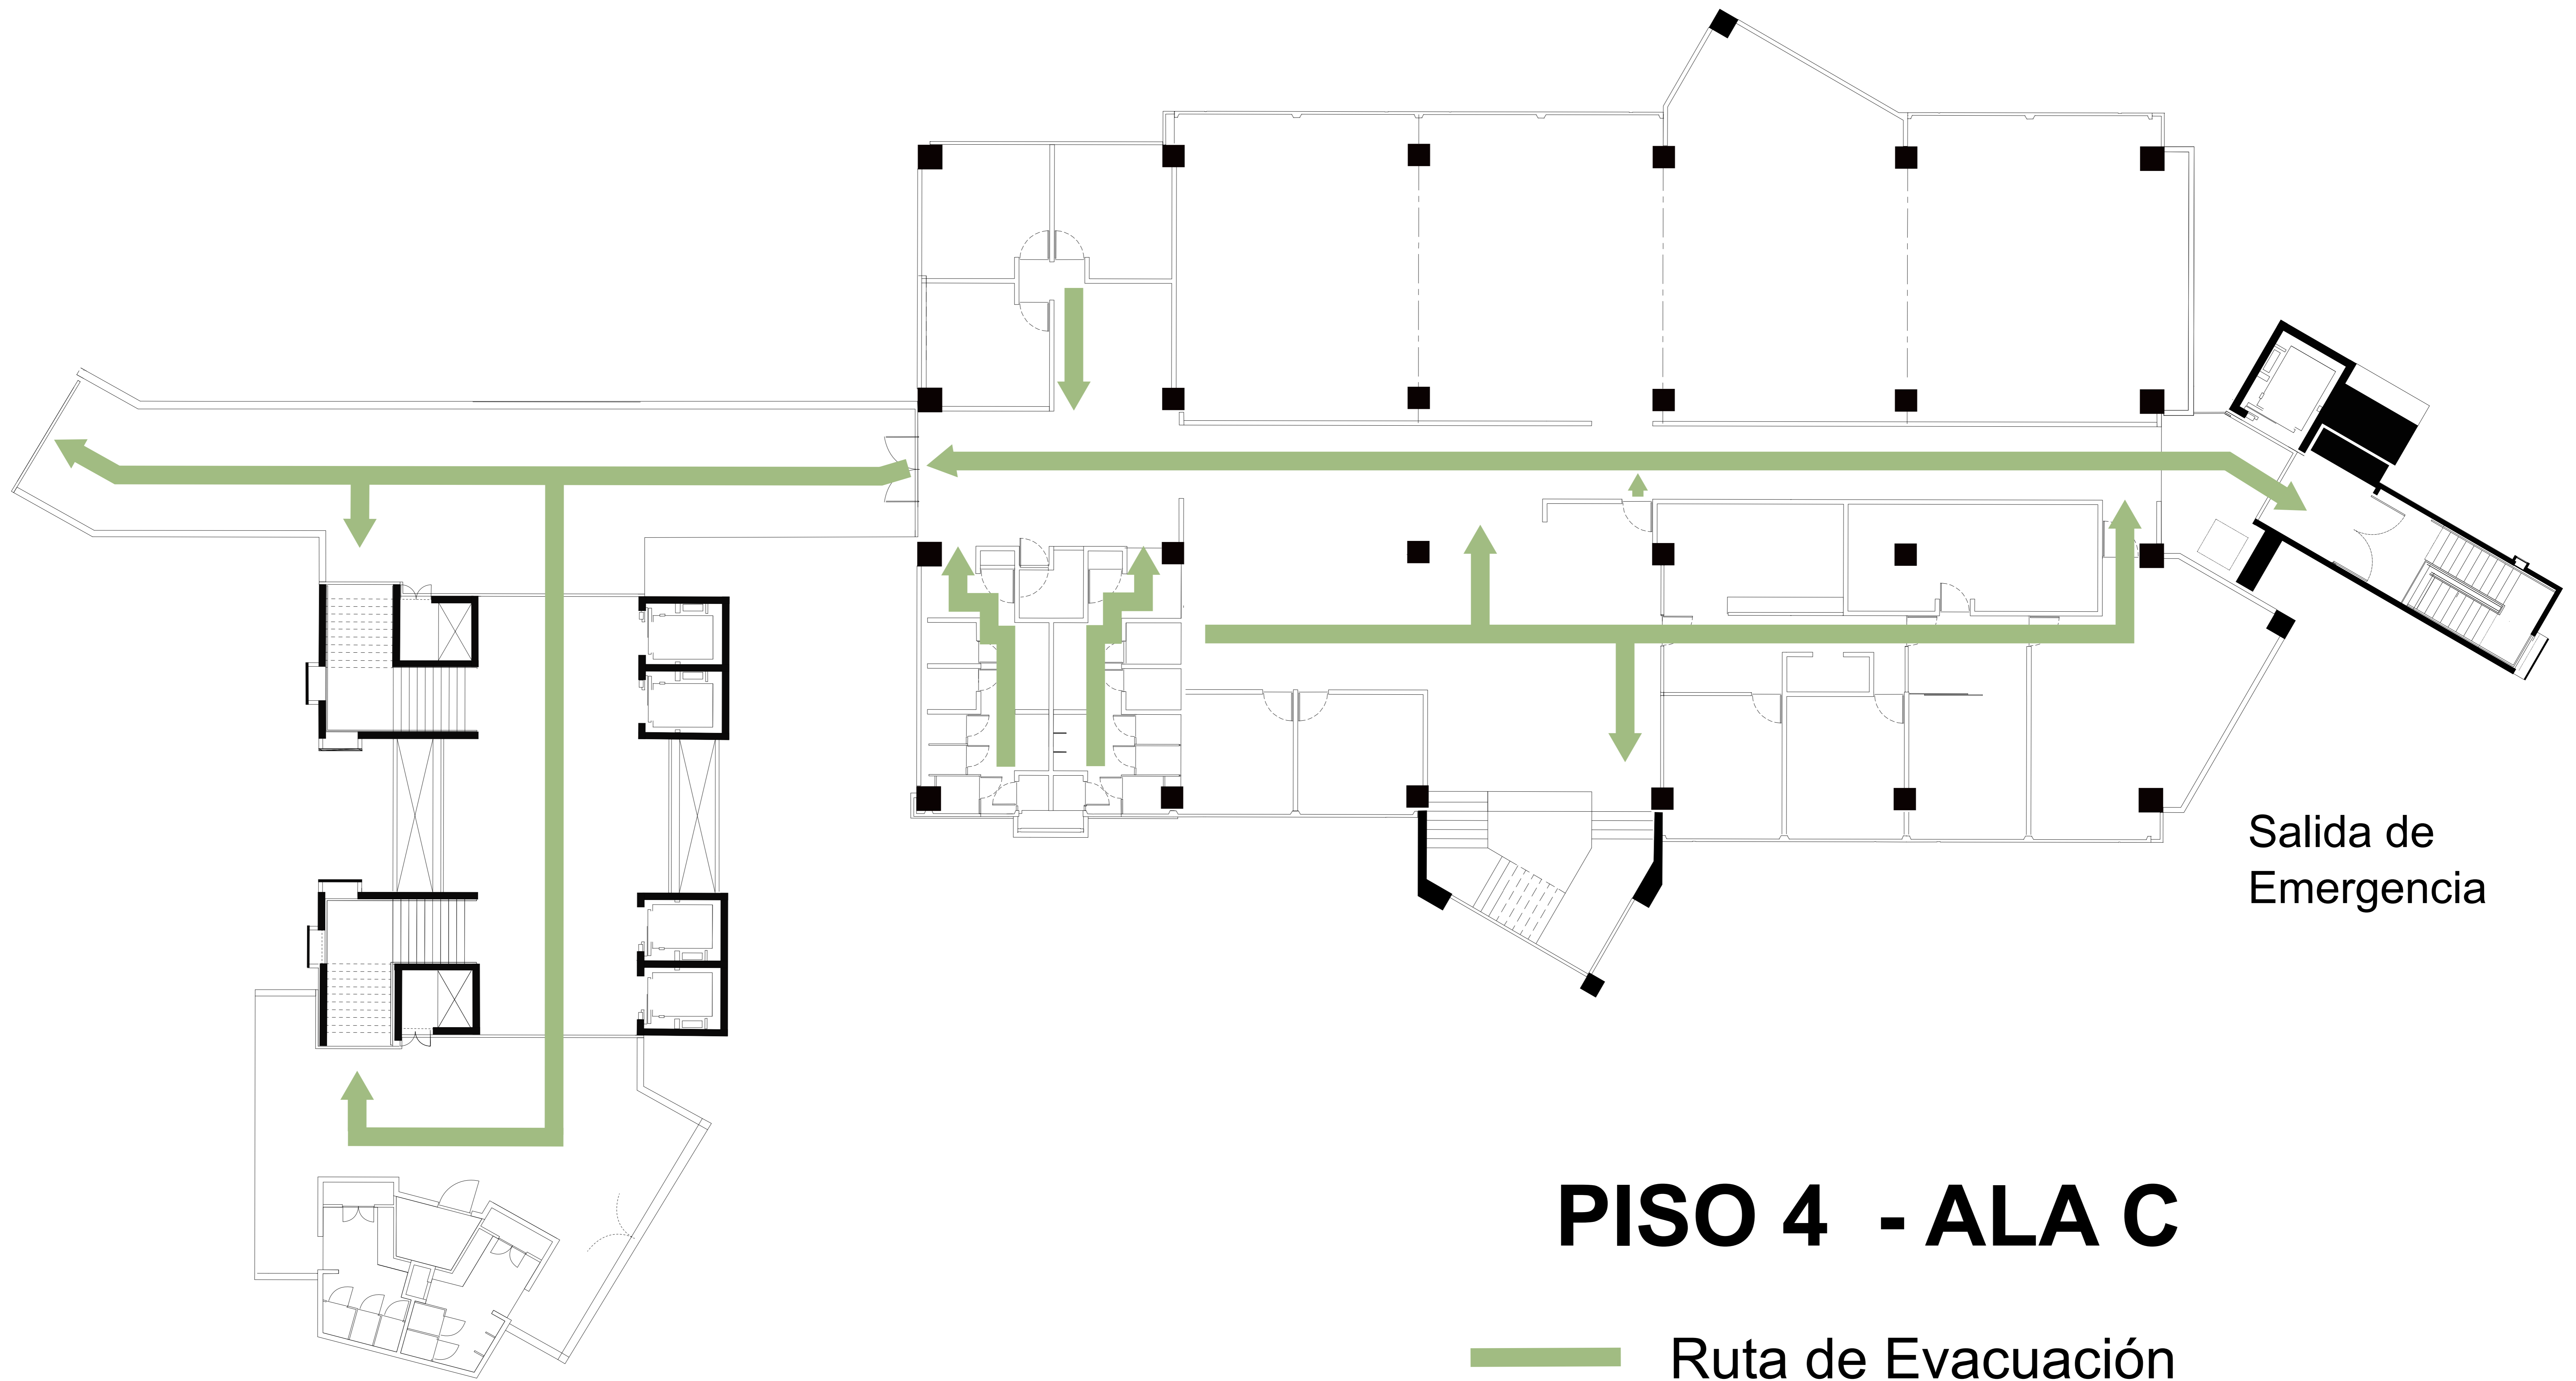 Salida de
Emergencia
PISO 4 - ALA C
Ruta de Evacuación